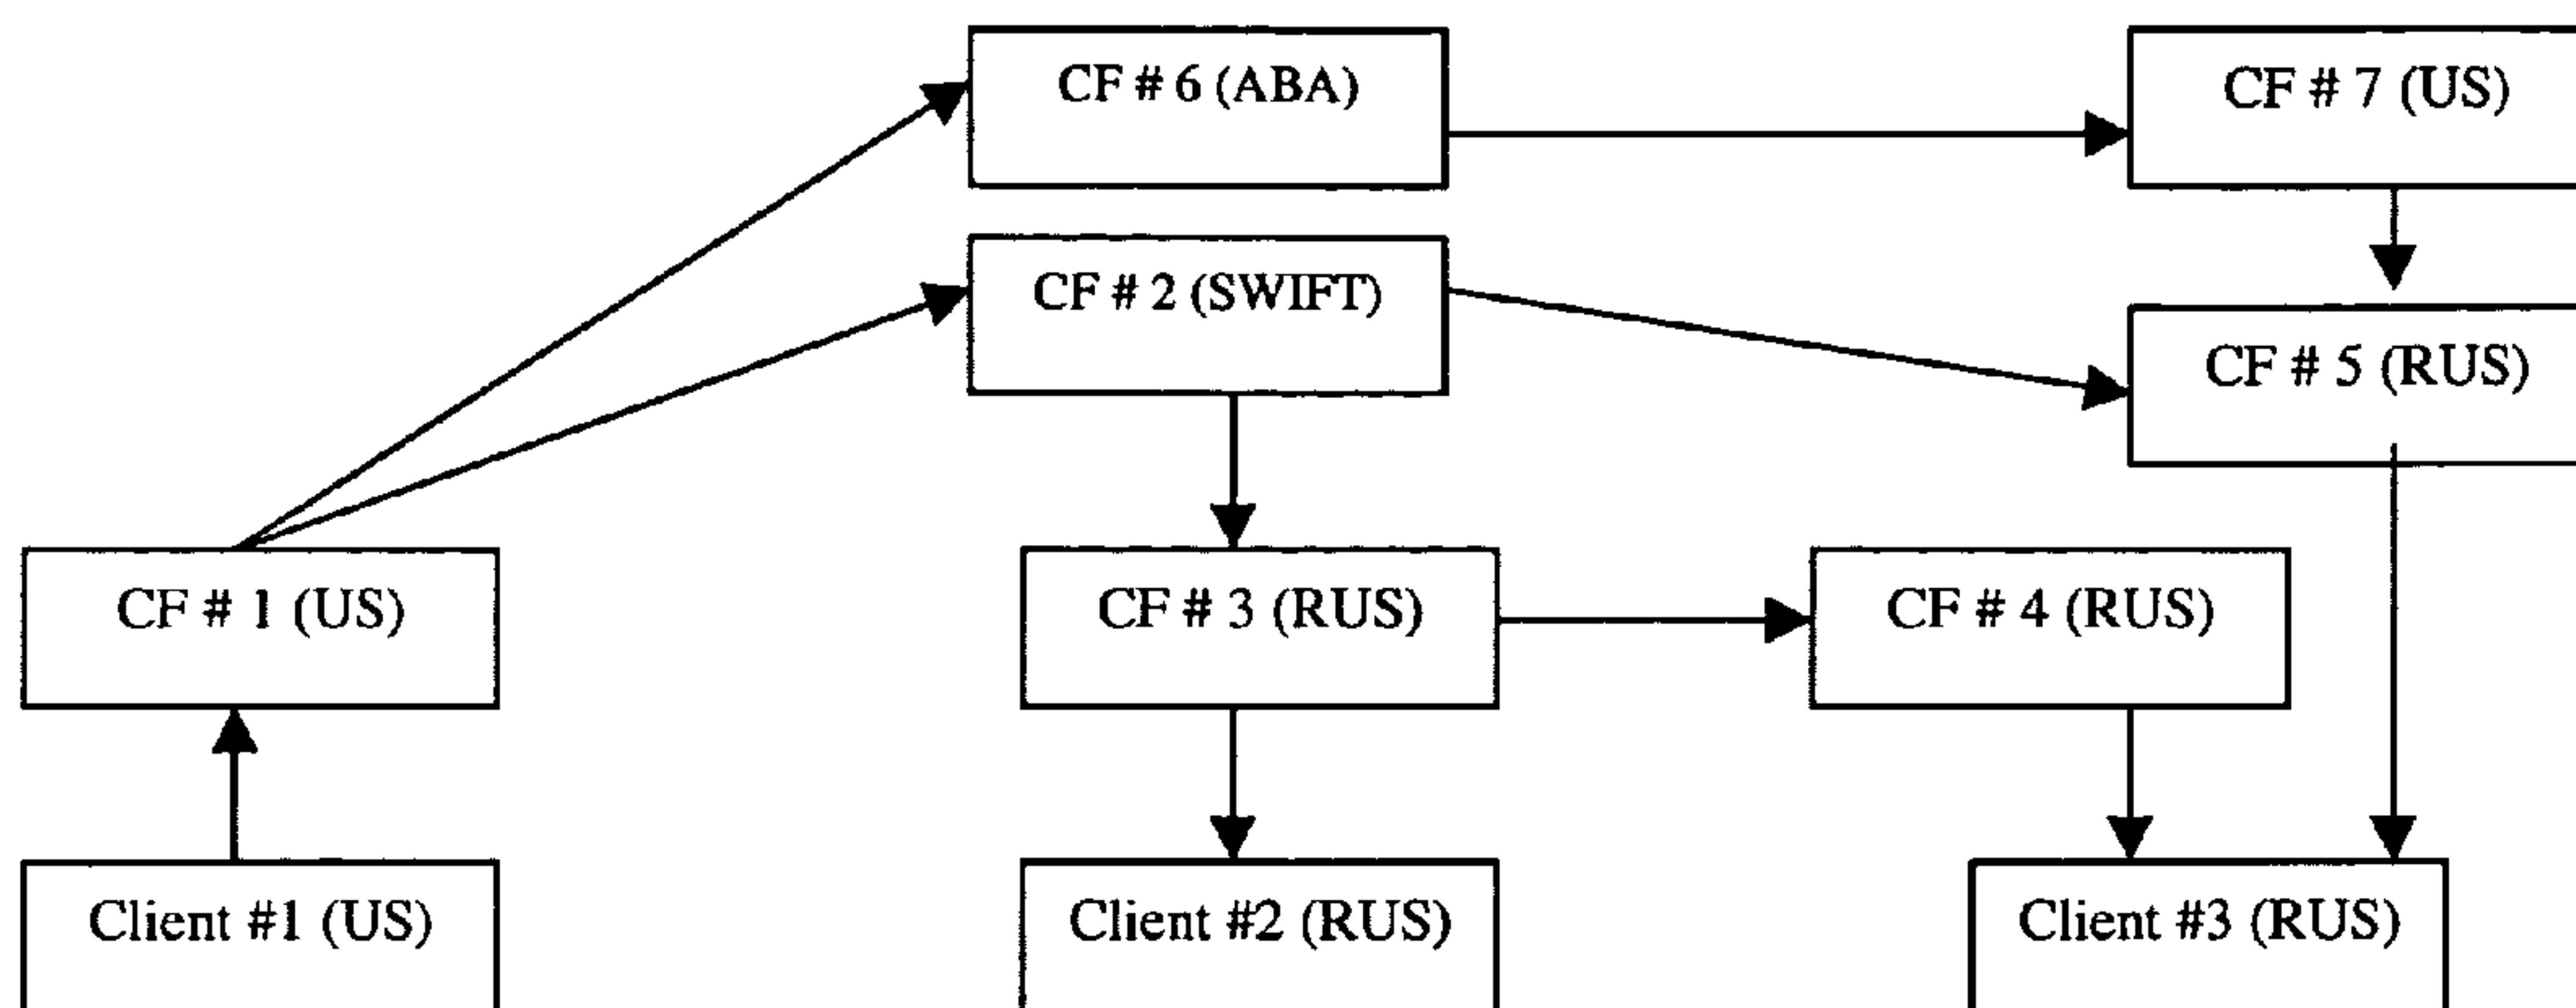 CF # 6 (ABA)
CF # 7 (US)
CF # 2 (SWIFT)
CF # 5 (RUS)
CF # 1 (US)
CF # 3 (RUS)
CF # 4 (RUS)
Client #1 (US)
Client #2 (RUS)
Client #3 (RUS)